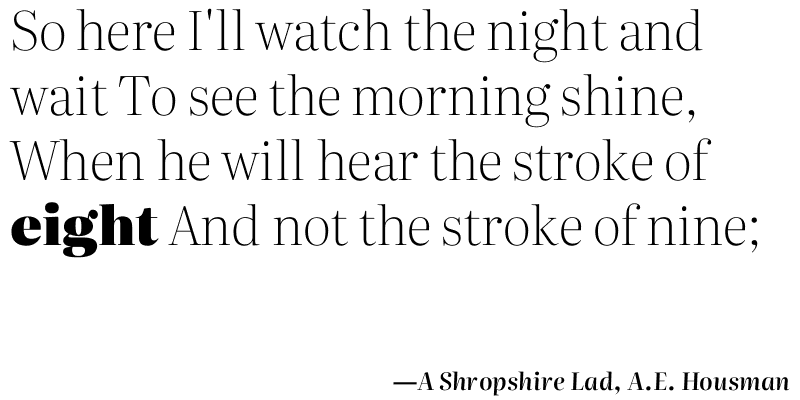 So here I'll watch the night and
wait To see the morning shine,
When he will hear the stroke of
eight And not the stroke of nine;
—A Shropshire Lad, A.E. Housman